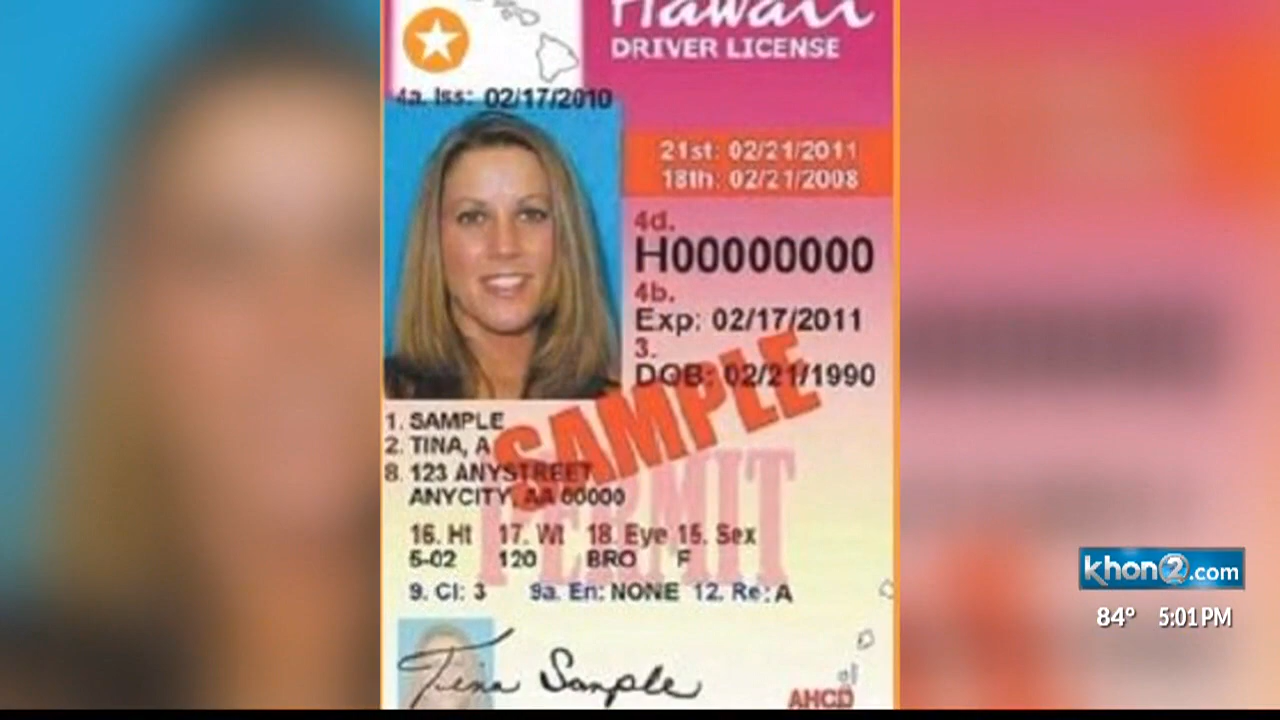 Hawaii
DRIVER LICENSE
4a. Iss: 02/17/2010
21st: 02/21/2011
18th: 02/21/2008
4d.
H00000000
4b.
Exp: 02/17/2011
3.
DOB: 02/21/1990
SAMPLE
1. SAMPLE
2. TINA, A
8. 123 ANYSTREET
ANYCITY, AA 00000
PERMIT
16. Ht 17. Wt 18. Eye 15. Sex
5-02 120 BRO F
9. Cl: 3 9a. En: NONE 12. Re: A
Tina Sample
AHCD
khon2.com
84° 5:01 PM